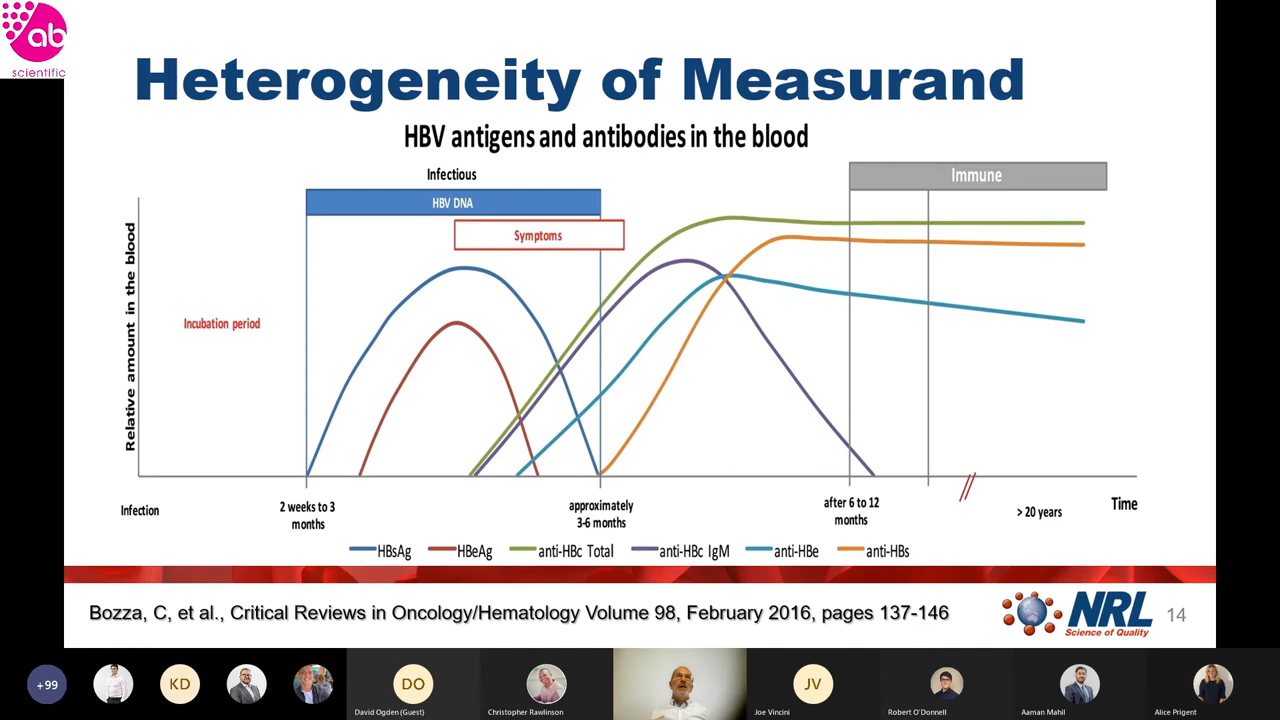 ab
scientific
Heterogeneity of Measurand
HBV antigens and antibodies in the blood
Infectious
Immune
HBV DNA
Symptoms
Relative amount in the blood
Incubation period
Infection
2 weeks to 3
months
approximately
3-6 months
after 6 to 12
months
> 20 years
Time
HBsAg
HBeAg
anti-HBc Total
anti-HBc IgM
anti-HBe
anti-HBs
Bozza, C, et al., Critical Reviews in Oncology/Hematology Volume 98, February 2016, pages 137-146
NRL
Science of Quality
14
+99
KD
DO
JV
David Ogden (Guest)
Christopher Rawlinson
Joe Vincini
Robert O'Donnell
Aaman Mahil
Alice Prigent